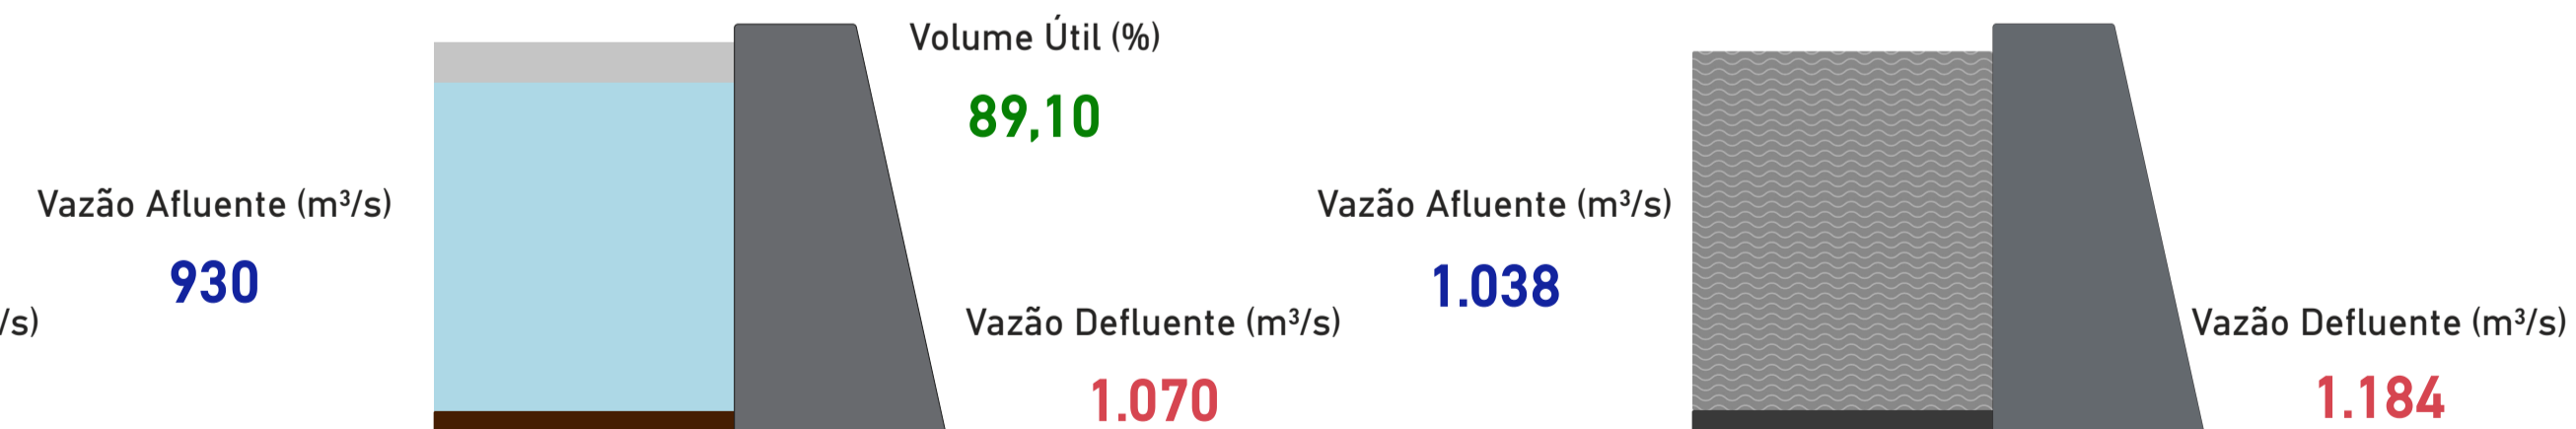 Volume Útil (%)
89,10
Vazão Afluente (m³/s)
930
/s)
Vazão Defluente (m³/s)
1.070
Vazão Afluente (m³/s)
1.038
Vazão Defluente (m³/s)
1.184